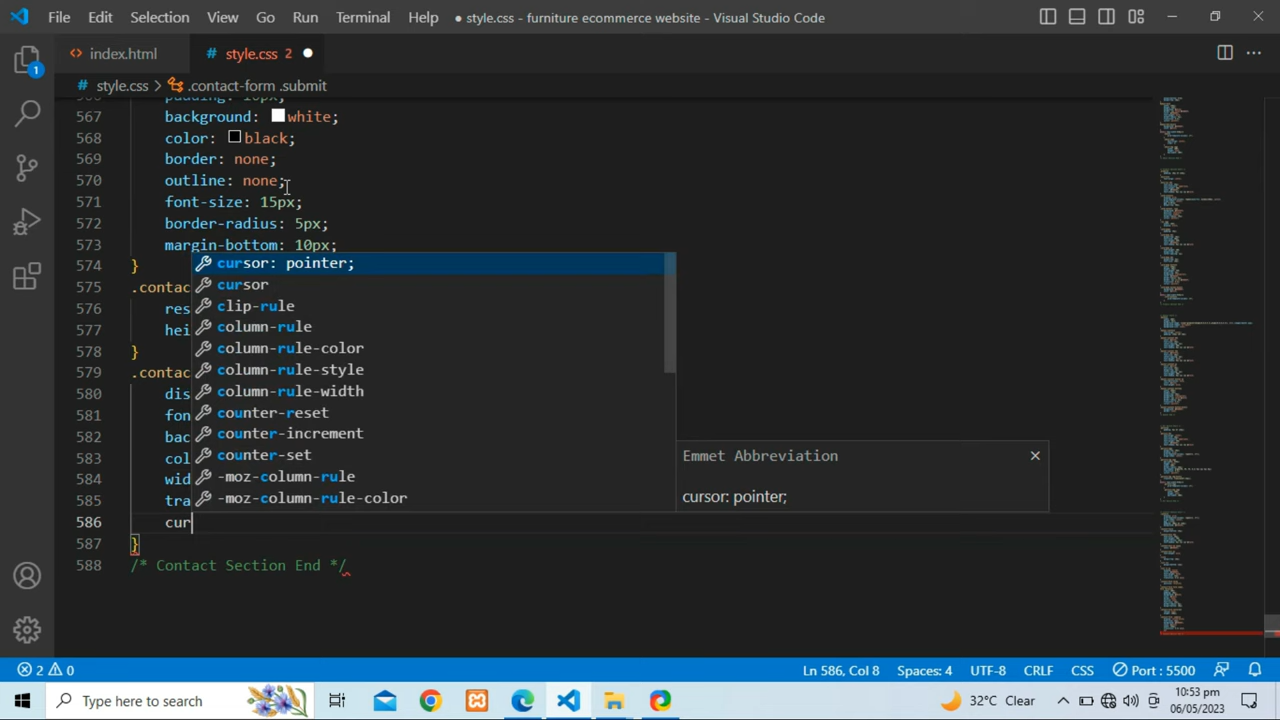 File Edit Selection View Go Run Terminal Help ● style.css - furniture ecommerce website - Visual Studio Code
<> index.html # style.css 2 ●
# style.css > .contact-form .submit
566 padding: 10px;
567 background: white;
568 color: black;
569 border: none;
570 outline: none;
571 font-size: 15px;
572 border-radius: 5px;
573 margin-bottom: 10px;
574 }
cursor: pointer;
575 .contac
cursor
576 res
clip-rule
577 hei
column-rule
578 }
column-rule-color
579 .contac
column-rule-style
580 dis
column-rule-width
581 fon
counter-reset
582 bac
counter-increment
583 col
counter-set
584 wid
-moz-column-rule
585 tra
-moz-column-rule-color
Emmet Abbreviation ×
cursor: pointer;
586 cur
587 }
588 /* Contact Section End */
1
2 0 Ln 586, Col 8 Spaces: 4 UTF-8 CRLF CSS Port : 5500
Type here to search 32°C Clear 10:53 pm
06/05/2023